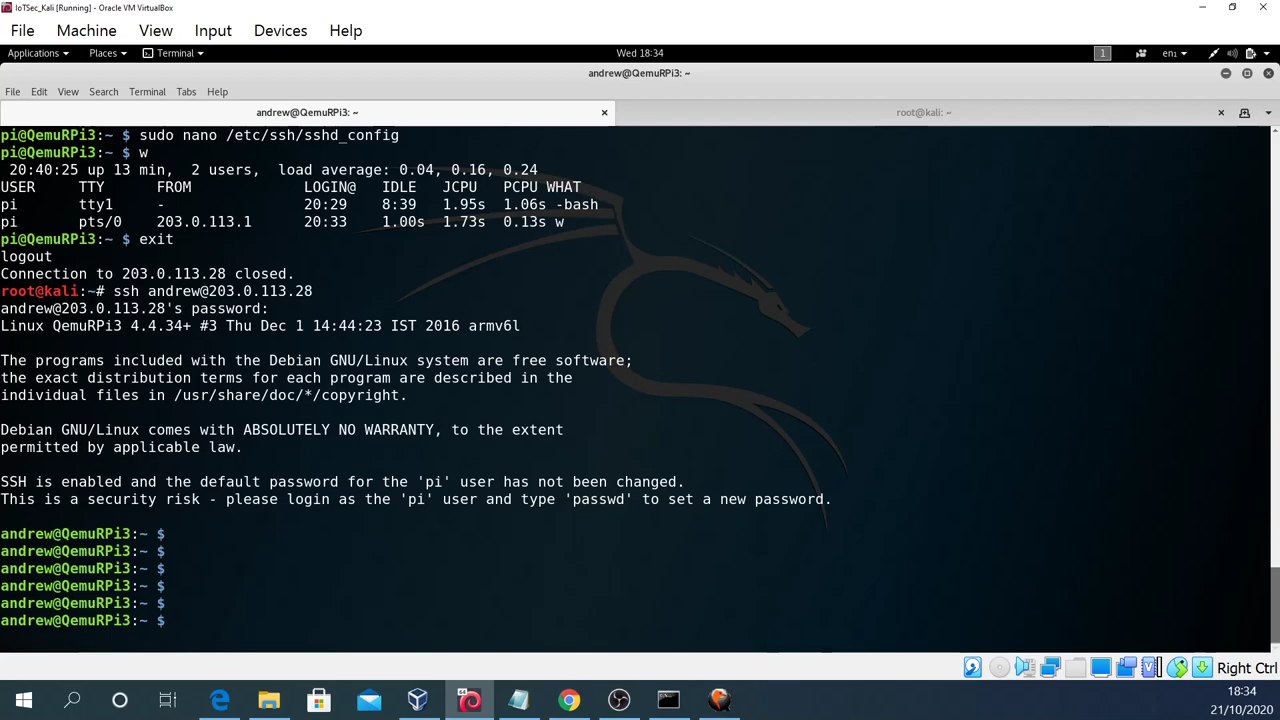 IoTSec_Kali [Running] - Oracle VM VirtualBox
File Machine View Input Devices Help
Applications Places Terminal Wed 18:34 1 en₁
andrew@QemuRPi3: ~
File Edit View Search Terminal Tabs Help
andrew@QemuRPi3: ~ root@kali: ~
pi@QemuRPi3:~ $ sudo nano /etc/ssh/sshd_config
pi@QemuRPi3:~ $ w
20:40:25 up 13 min, 2 users, load average: 0.04, 0.16, 0.24
USER TTY FROM LOGIN@ IDLE JCPU PCPU WHAT
pi tty1 - 20:29 8:39 1.95s 1.06s -bash
pi pts/0 203.0.113.1 20:33 1.00s 1.73s 0.13s w
pi@QemuRPi3:~ $ exit
logout
Connection to 203.0.113.28 closed.
root@kali:~# ssh andrew@203.0.113.28
andrew@203.0.113.28's password:
Linux QemuRPi3 4.4.34+ #3 Thu Dec 1 14:44:23 IST 2016 armv6l
The programs included with the Debian GNU/Linux system are free software;
the exact distribution terms for each program are described in the
individual files in /usr/share/doc/*/copyright.
Debian GNU/Linux comes with ABSOLUTELY NO WARRANTY, to the extent
permitted by applicable law.
SSH is enabled and the default password for the 'pi' user has not been changed.
This is a security risk - please login as the 'pi' user and type 'passwd' to set a new password.
andrew@QemuRPi3:~ $
andrew@QemuRPi3:~ $
andrew@QemuRPi3:~ $
andrew@QemuRPi3:~ $
andrew@QemuRPi3:~ $
andrew@QemuRPi3:~ $
Right Ctrl
18:34
21/10/2020